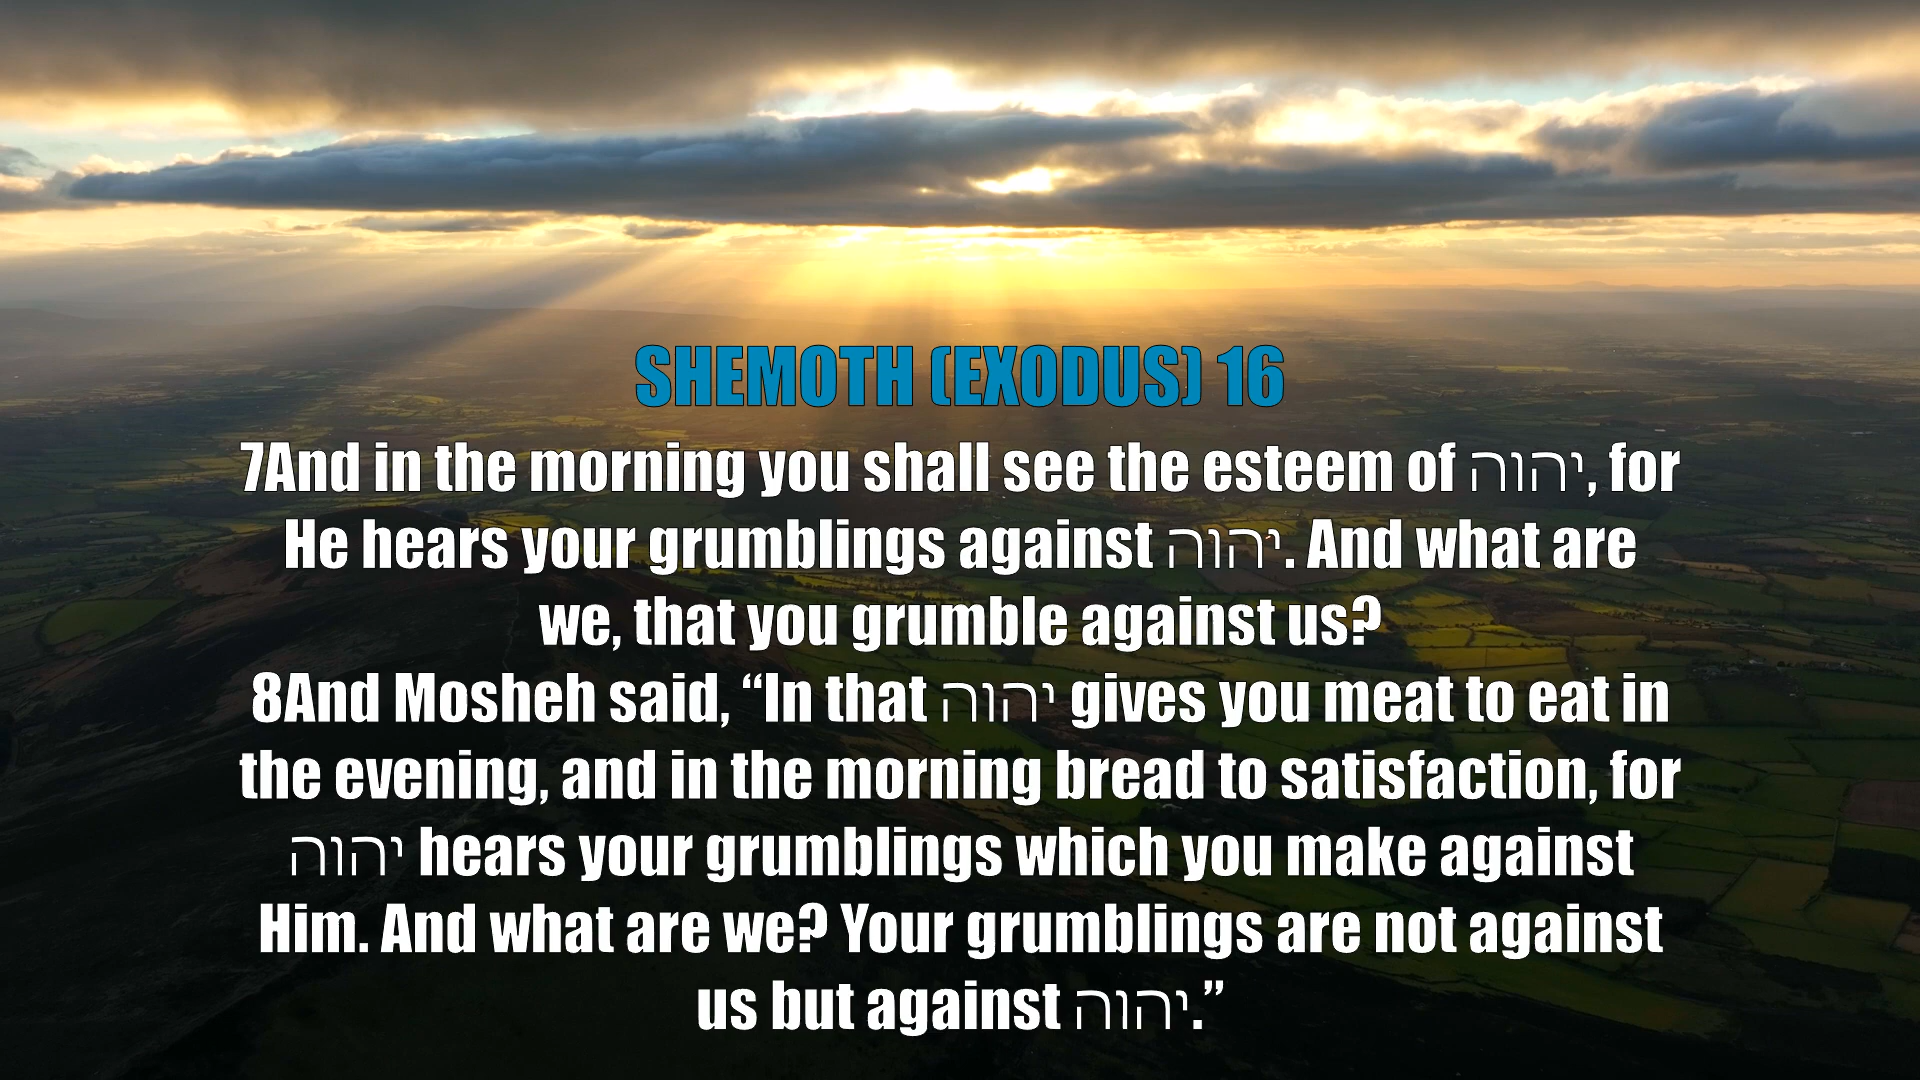 SHEMOTH (EXODUS) 16
7And in the morning you shall see the esteem of יהוה, for
He hears your grumblings against יהוה. And what are
we, that you grumble against us?
8And Mosheh said, “In that יהוה gives you meat to eat in
the evening, and in the morning bread to satisfaction, for
יהוה hears your grumblings which you make against
Him. And what are we? Your grumblings are not against
us but against יהוה.”